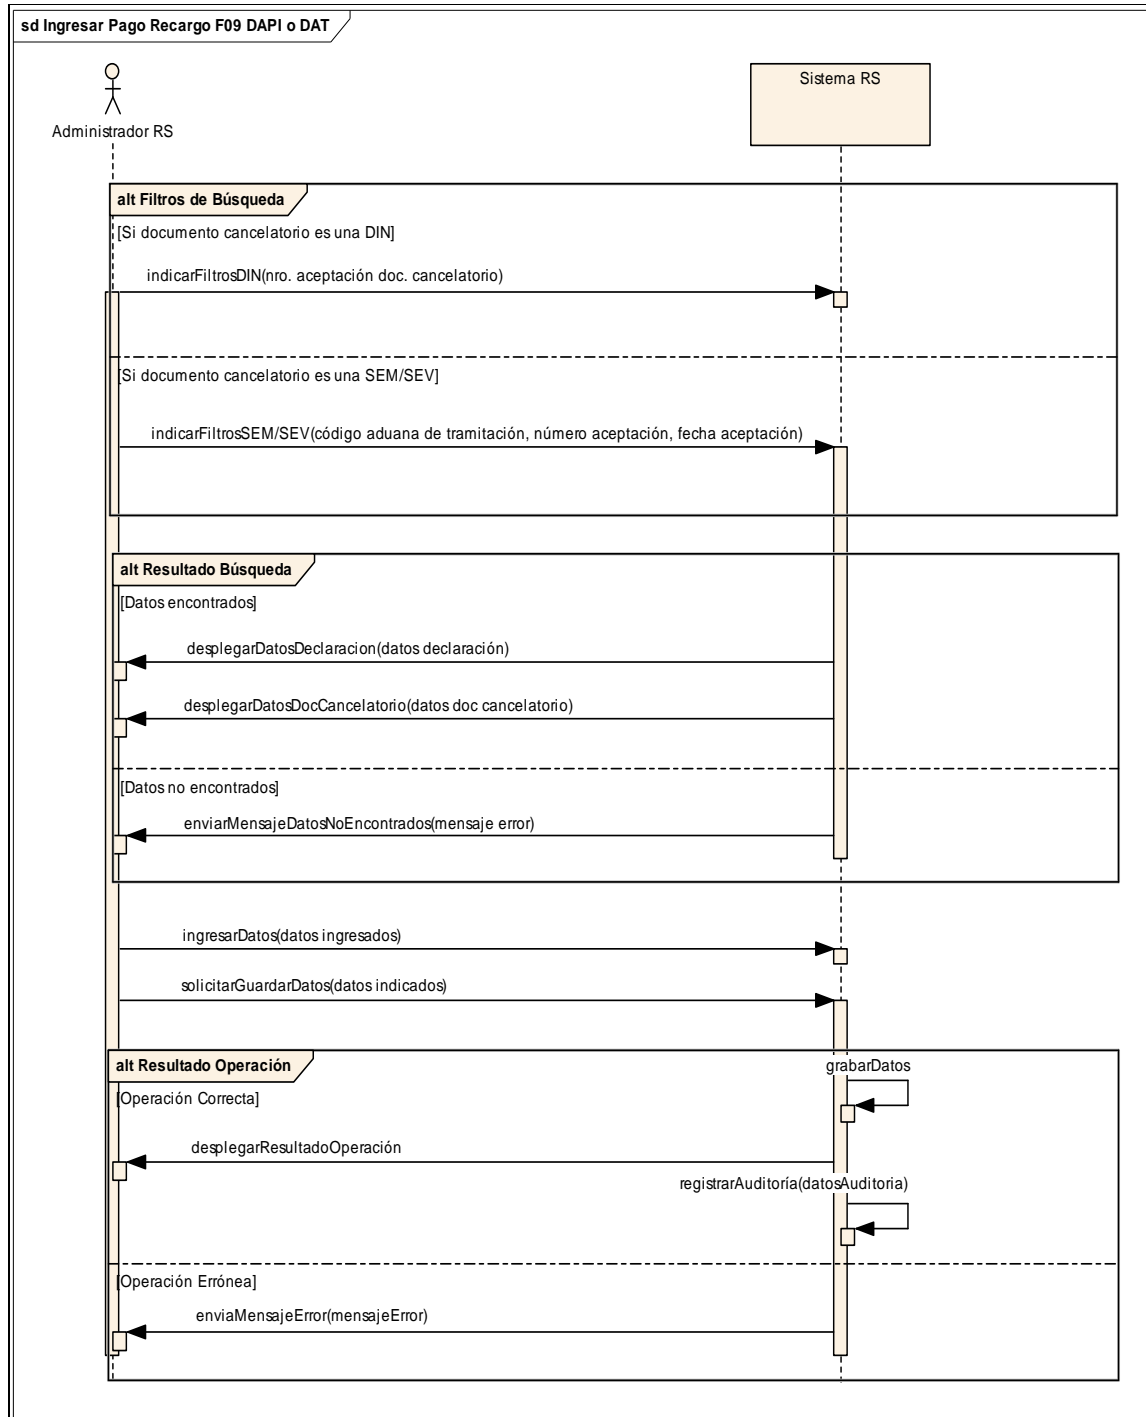 sd Ingresar Pago Recargo F09 DAPI o DAT
Administrador RS
Sistema RS
alt Filtros de Búsqueda
[Si documento cancelatorio es una DIN]
indicarFiltrosDIN(nro. aceptación doc. cancelatorio)
[Si documento cancelatorio es una SEM/SEV]
indicarFiltrosSEM/SEV(código aduana de tramitación, número aceptación, fecha aceptación)
alt Resultado Búsqueda
[Datos encontrados]
desplegarDatosDeclaracion(datos declaración)
desplegarDatosDocCancelatorio(datos doc cancelatorio)
[Datos no encontrados]
enviarMensajeDatosNoEncontrados(mensaje error)
ingresarDatos(datos ingresados)
solicitarGuardarDatos(datos indicados)
alt Resultado Operación
grabarDatos
[Operación Correcta]
desplegarResultadoOperación
registrarAuditoría(datosAuditoria)
[Operación Errónea]
enviaMensajeError(mensajeError)